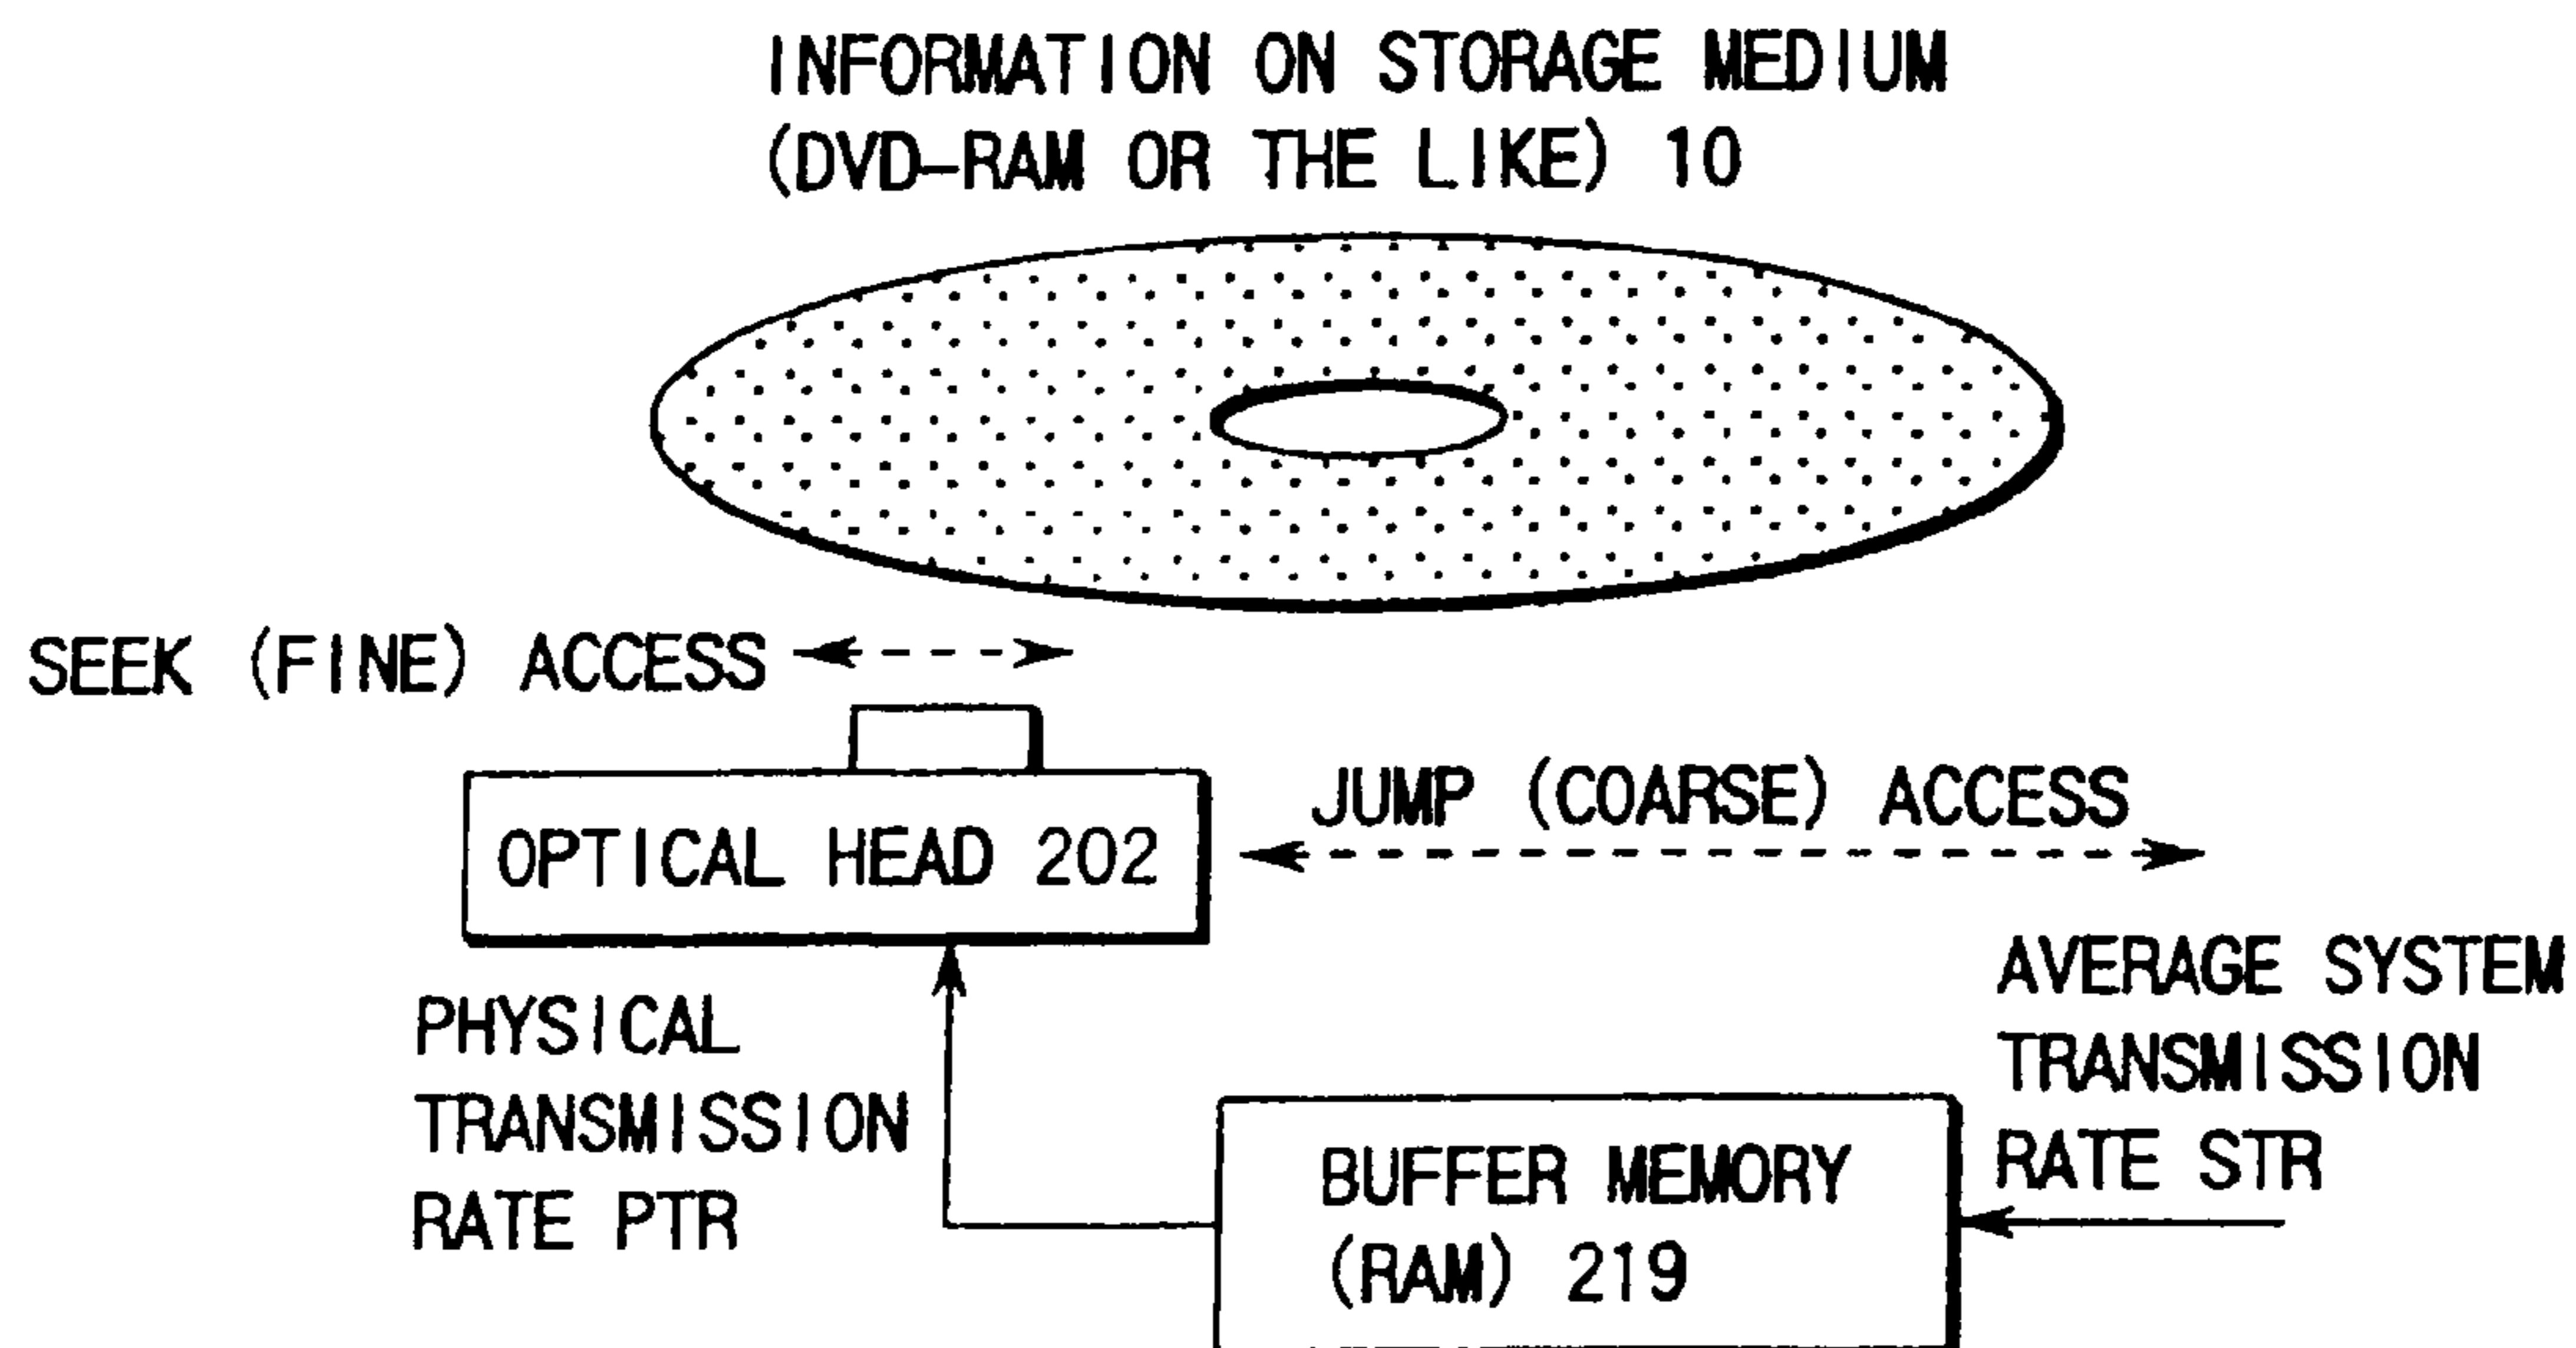 INFORMATION ON STORAGE MEDIUM
(DVD-RAM OR THE LIKE) 10
SEEK (FINE) ACCESS
JUMP (COARSE) ACCESS
OPTICAL HEAD 202
PHYSICAL
TRANSMISSION
RATE PTR
AVERAGE SYSTEM
TRANSMISSION
RATE STR
BUFFER MEMORY
(RAM) 219